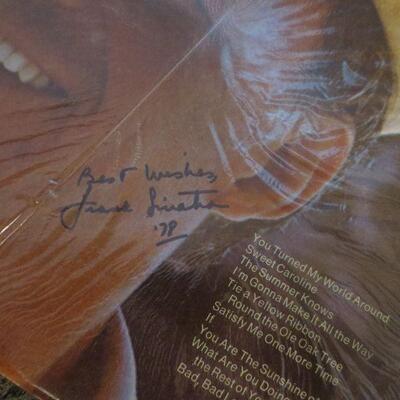 Best Wishes,
Frank Sinatra
'78
You Turned My World Around
Sweet Caroline
The Summer Knows
I'm Gonna Make It All the Way
Tie a Yellow Ribbon
Round the Ole Oak Tree
Satisfy Me One More Time
If
You Are The Sunshine of
What Are You Doing
the Rest of Yo
Bad, Bad L